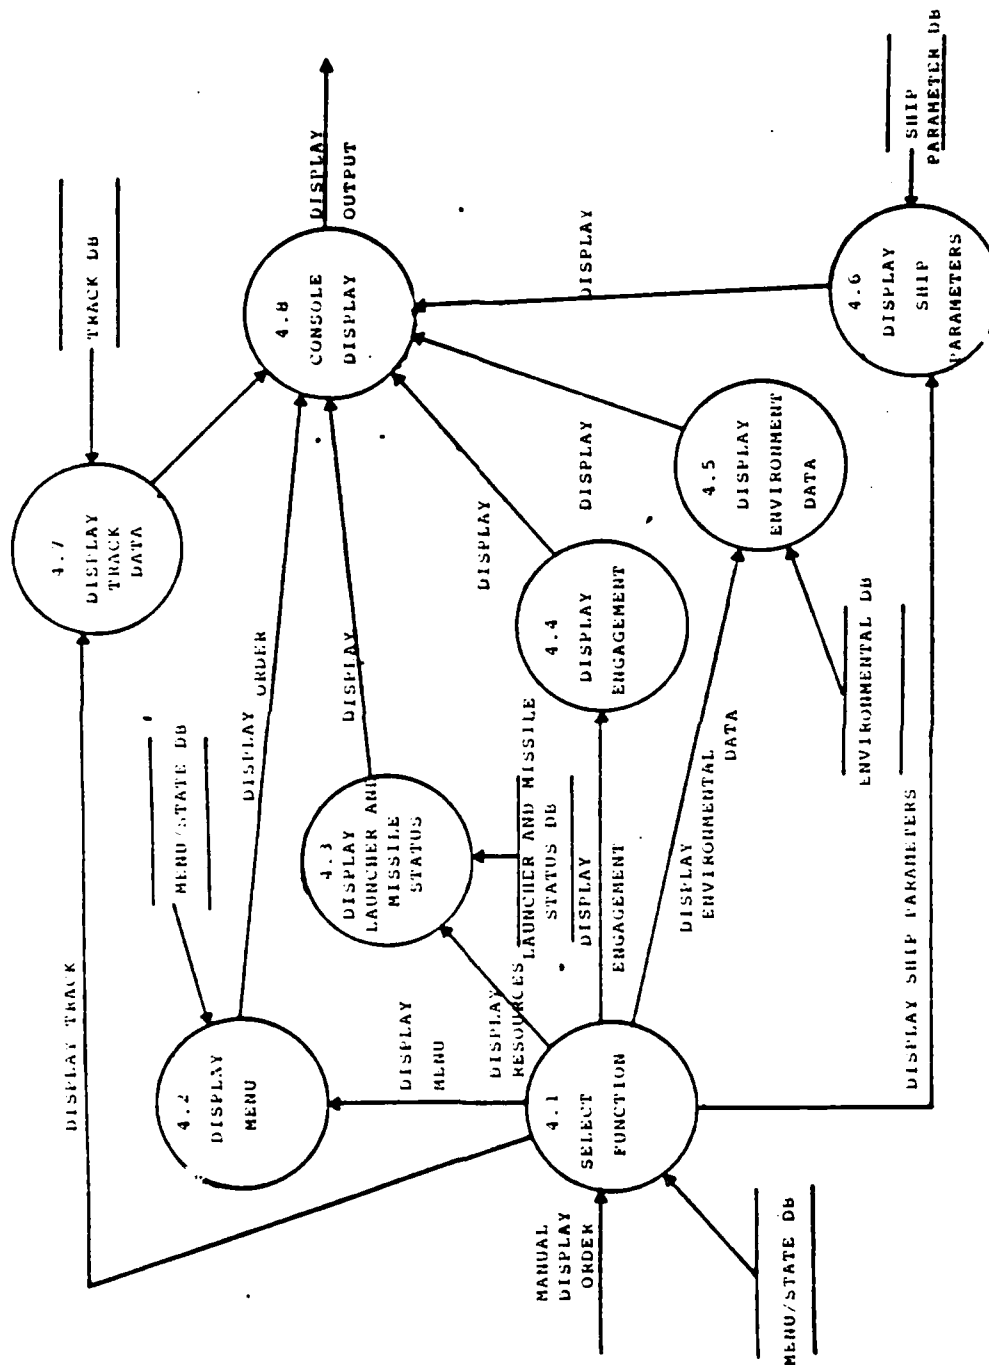 TRACK DB
4.7
DISPLAY
TRACK
DATA
DISPLAY TRACK
MENU/STATE DB
4.2
DISPLAY
MENU
DISPLAY ORDER
4.8
CONSOLE
DISPLAY
DISPLAY
OUTPUT
DISPLAY
4.3
DISPLAY
LAUNCHER AND
MISSILE
STATUS
DISPLAY
MENU
DISPLAY
RESOURCES
LAUNCHER AND MISSILE
STATUS DB
MANUAL
DISPLAY
ORDER
4.1
SELECT
FUNCTION
DISPLAY
ENGAGEMENT
4.4
DISPLAY
ENGAGEMENT
DISPLAY
DISPLAY
ENVIRONMENTAL
DATA
4.5
DISPLAY
ENVIRONMENT
DATA
DISPLAY
ENVIRONMENTAL DB
MENU/STATE DB
DISPLAY SHIP PARAMETERS
4.6
DISPLAY
SHIP
PARAMETERS
DISPLAY
SHIP
PARAMETER DB